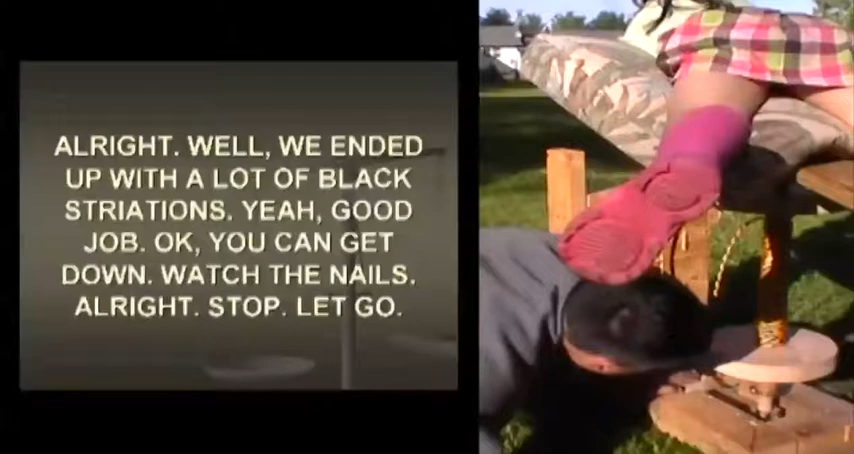 ALRIGHT. WELL, WE ENDED
UP WITH A LOT OF BLACK
STRIATIONS. YEAH, GOOD
JOB. OK, YOU CAN GET
DOWN. WATCH THE NAILS.
ALRIGHT. STOP. LET GO.